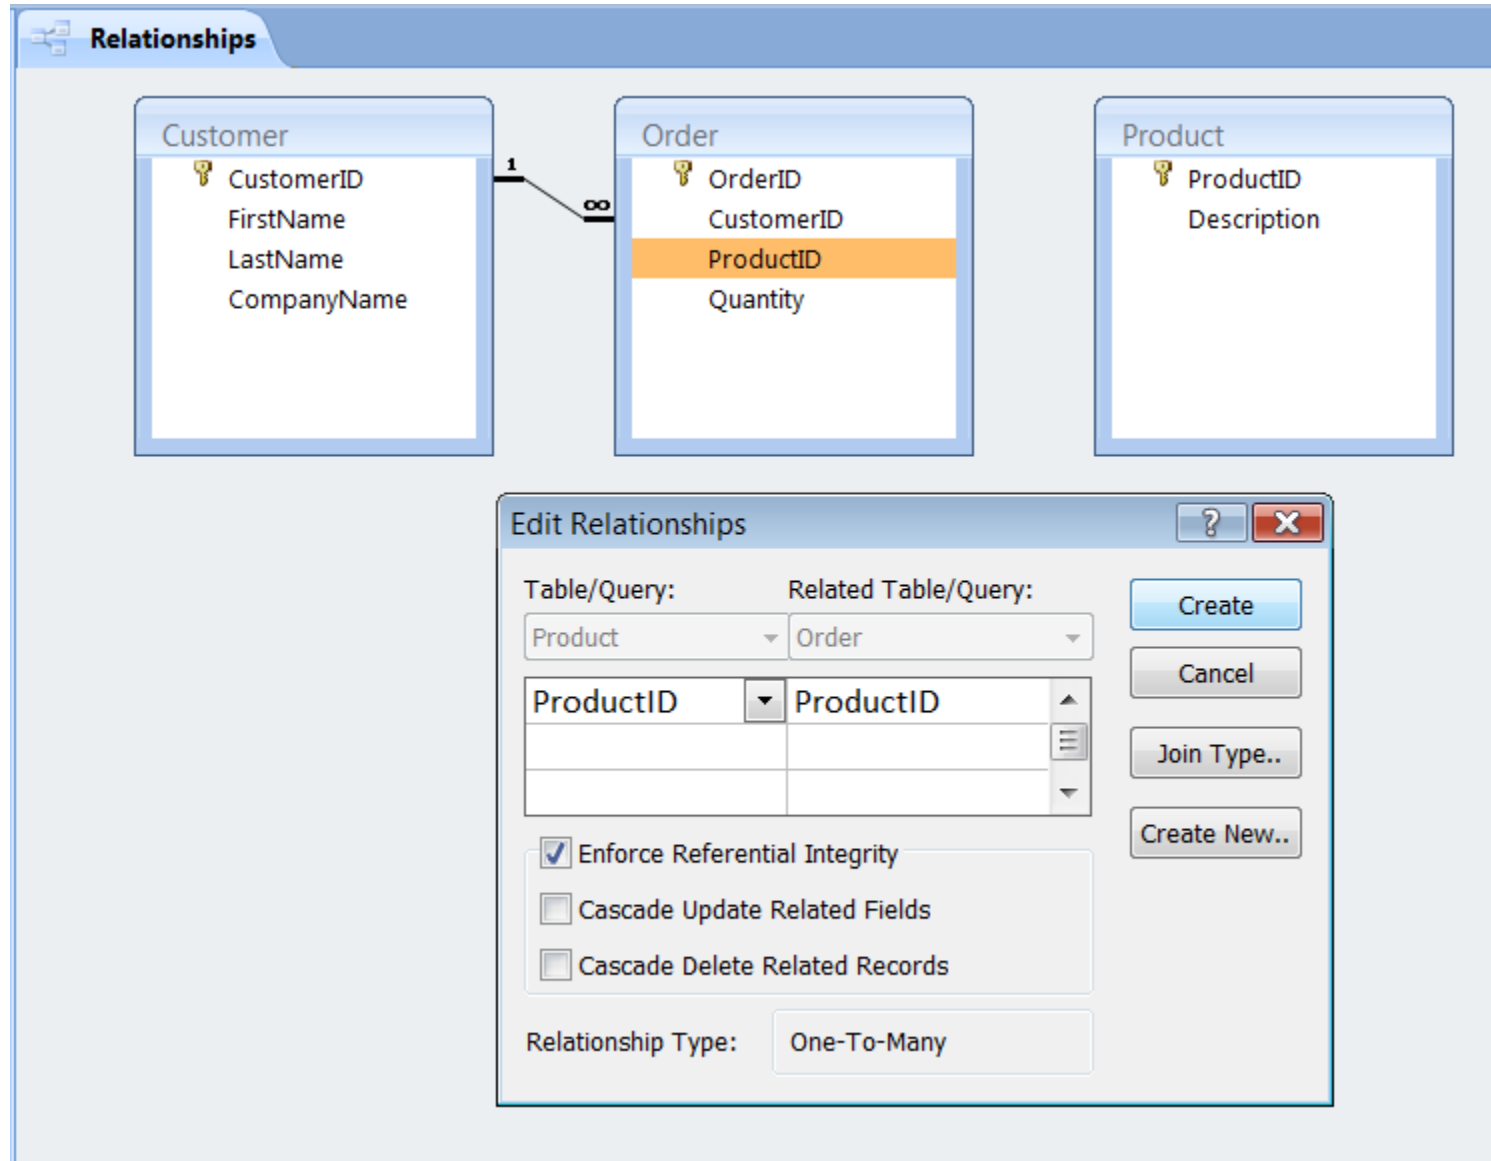 Relationships
Customer
CustomerID
FirstName
LastName
CompanyName
1
∞
Order
OrderID
CustomerID
ProductID
Quantity
Product
ProductID
Description
Edit Relationships
?
Table/Query: Related Table/Query:
Product Order
ProductID ProductID
Create
Cancel
Join Type..
Create New..
Enforce Referential Integrity
Cascade Update Related Fields
Cascade Delete Related Records
Relationship Type: One-To-Many